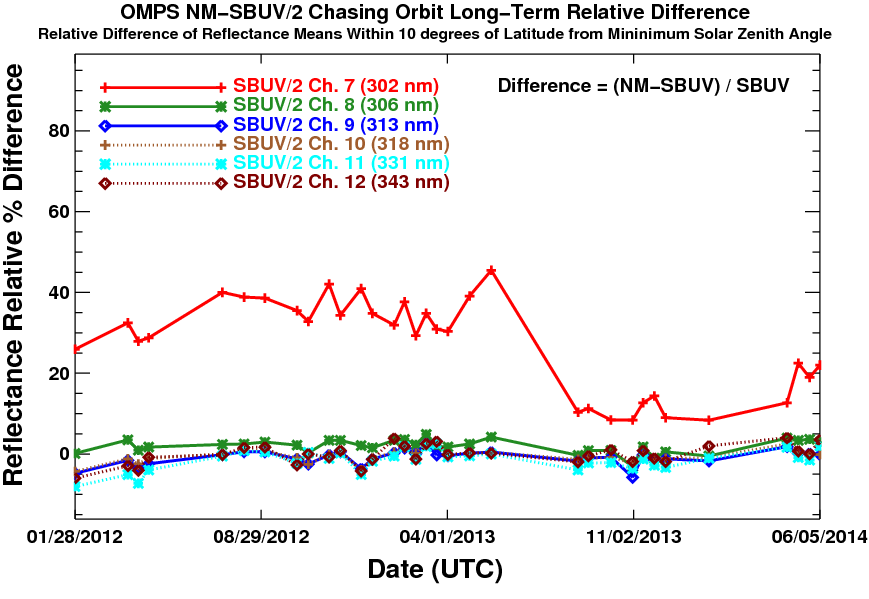 OMPS NM−SBUV/2 Chasing Orbit Long−Term Relative Difference
Relative Difference of Reflectance Means Within 10 degrees of Latitude from Mininimum Solar Zenith Angle
Reflectance Relative % Difference
SBUV/2 Ch. 7 (302 nm)
SBUV/2 Ch. 8 (306 nm)
SBUV/2 Ch. 9 (313 nm)
SBUV/2 Ch. 10 (318 nm)
SBUV/2 Ch. 11 (331 nm)
SBUV/2 Ch. 12 (343 nm)
Difference = (NM−SBUV) / SBUV
80
60
40
20
0
01/28/2012 08/29/2012 04/01/2013 11/02/2013 06/05/2014
Date (UTC)